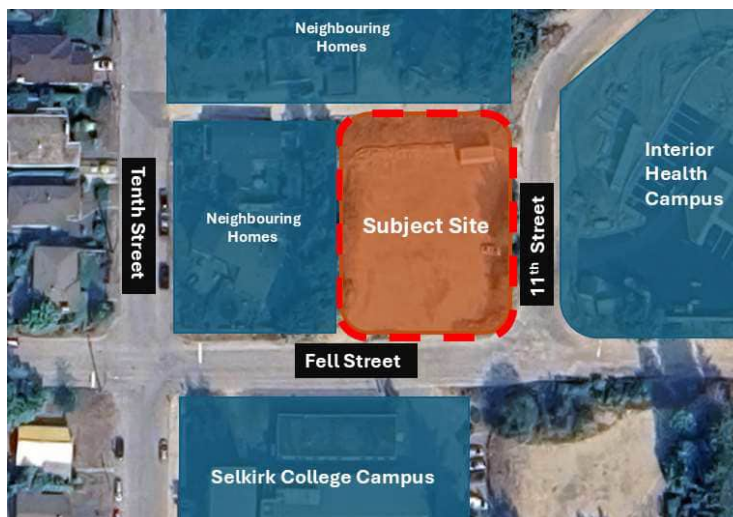 Neighbouring
Homes
Interior
Health
Campus
Tenth Street
Neighbouring
Homes
Subject Site
11th Street
Fell Street
Selkirk College Campus